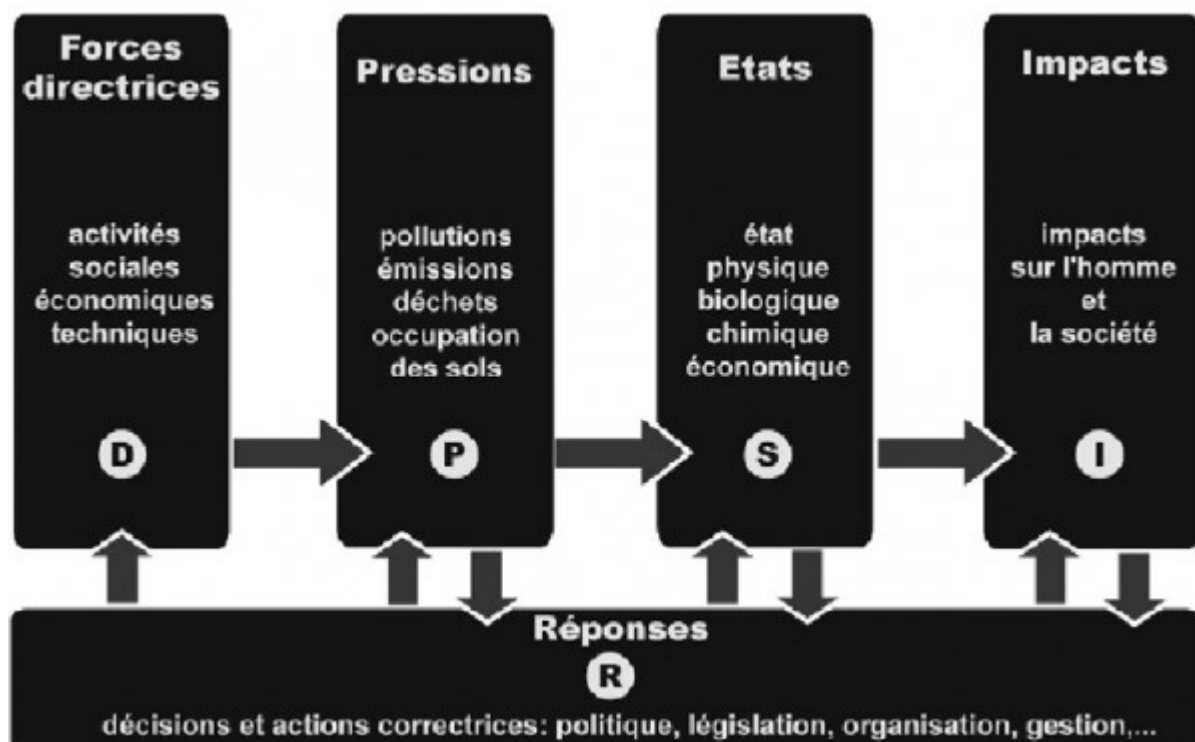 Forces
directrices
activités
sociales
économiques
techniques
D
Pressions
pollutions
émissions
déchets
occupation
des sols
P
Etats
état
physique
biologique
chimique
économique
S
Impacts
impacts
sur l'homme
et
la société
I
Réponses
R
décisions et actions correctrices: politique, législation, organisation, gestion,...